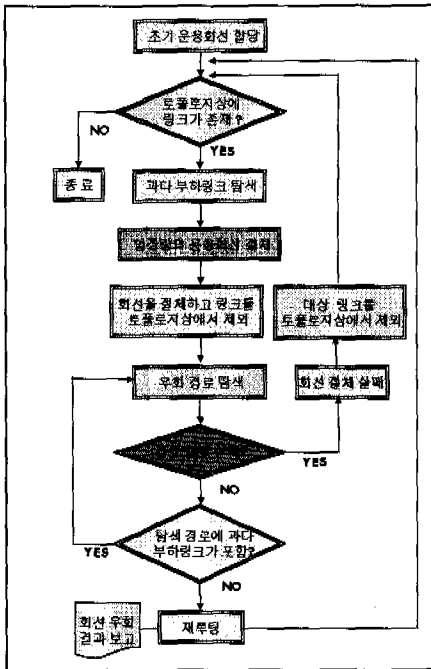 초기 운용회선 할당
토폴로지상에
링크가 존재?
NO
YES
종료
과다 부하링크 탐색
운용회선
회선을 절체하고 링크를
토폴로지상에서 제외
대상 링크를
토폴로지상에서 제외
우회 경로 탐색
회선 절체 실패
YES
NO
탐색 경로에 과다
부하링크가 포함?
YES
NO
회선 우회
결과 보고
재루팅